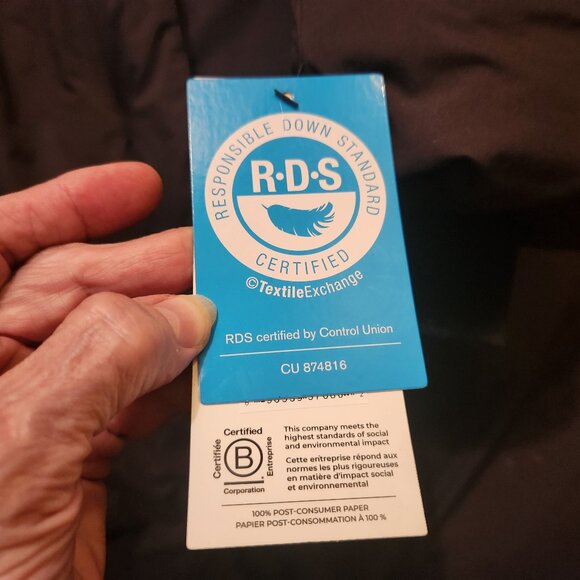 RESPONSIBLE DOWN STANDARD
R•D•S
CERTIFIED
©TextileExchange
RDS certified by Control Union
CU 874816
Certified
Certifiée
B
Entreprise
Corporation
This company meets the
highest standards of social
and environmental impact
Cette entreprise répond aux
normes les plus rigoureuses
en matière d'impact social
et environnemental
100% POST-CONSUMER PAPER
PAPIER POST-CONSOMMATION À 100 %